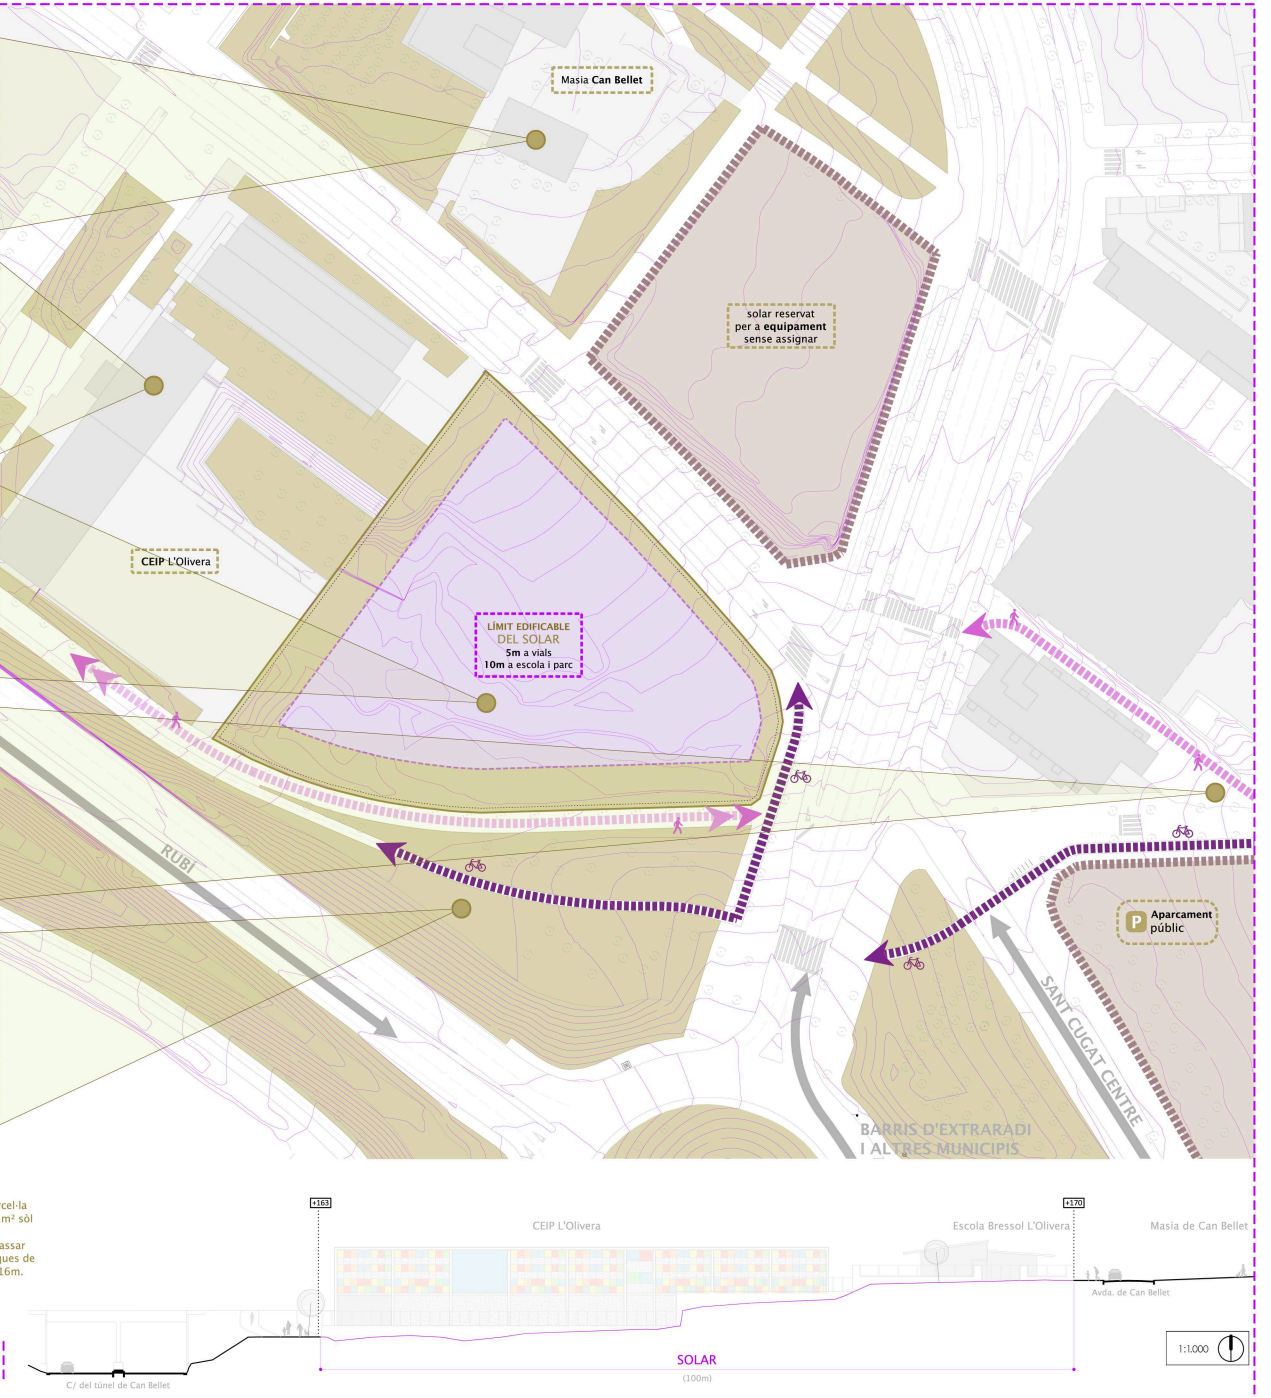 Masia Can Bellet
solar reservat
per a equipament
sense assignar
CEIP L'Olivera
LÍMIT EDIFICABLE
DEL SOLAR
5m a vials
10m a escola i parc
RUBÍ
P Aparcament
públic
SANT CUGAT CENTRE
BARRIS D'EXTRARADI
I ALTRES MUNICIPIS
cel·la
m² sòl
assar
ues de
16m.
+163
+170
CEIP L'Olivera
Escola Bressol L'Olivera
Masia de Can Bellet
Avda. de Can Bellet
C/ del túnel de Can Bellet
SOLAR
(100m)
1:1.000